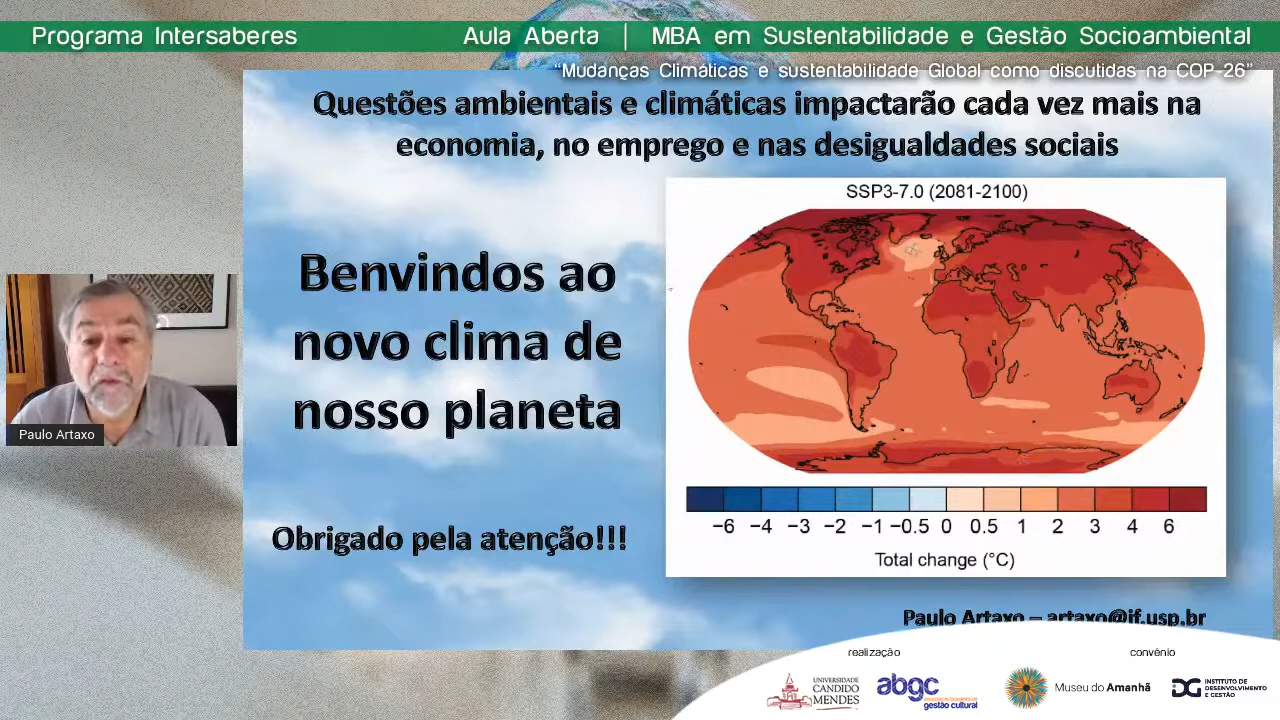 Programa Intersaberes
Aula Aberta | MBA em Sustentabilidade e Gestão Socioambiental
“Mudanças Climáticas e sustentabilidade Global como discutidas na COP-26”
Questões ambientais e climáticas impactarão cada vez mais na
economia, no emprego e nas desigualdades sociais
Benvindos ao
novo clima de
nosso planeta
Obrigado pela atenção!!!
SSP3-7.0 (2081-2100)
−6 −4 −3 −2 −1 −0.5 0 0.5 1 2 3 4 6
Total change (°C)
Paulo Artaxo – artaxo@if.usp.br
Paulo Artaxo
realização
convênio
UNIVERSIDADE
CANDIDO
MENDES
abgc
gestão cultural
Museu do Amanhã
IDG
INSTITUTO DE
DESENVOLVIMENTO
E GESTÃO